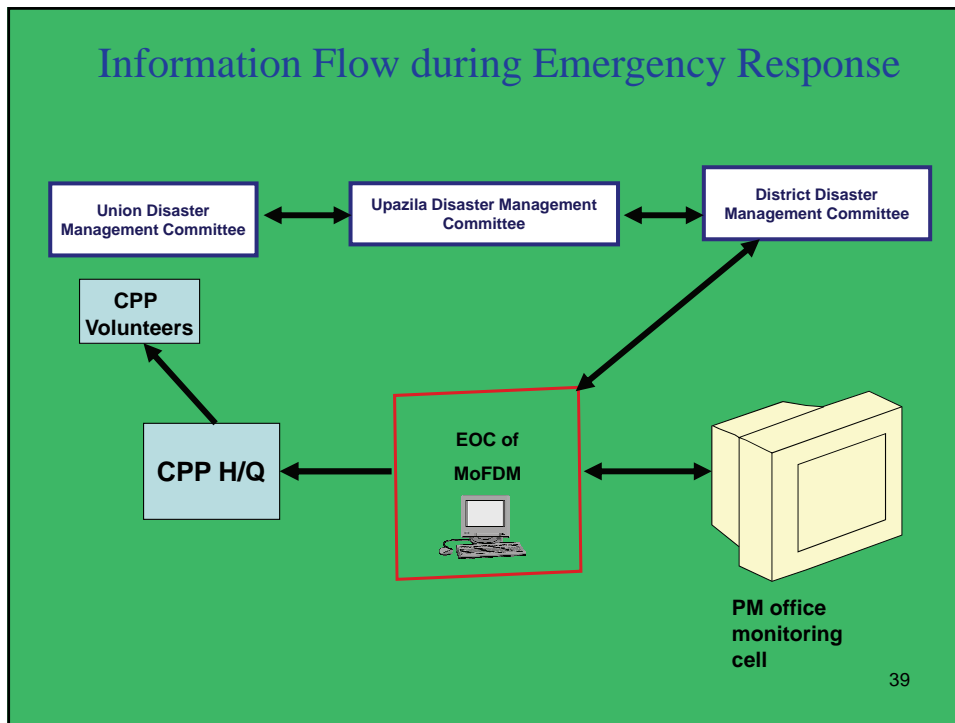 Information Flow during Emergency Response
Union Disaster
Management Committee
Upazila Disaster Management
Committee
District Disaster
Management Committee
CPP
Volunteers
CPP H/Q
EOC of
MoFDM
PM office
monitoring
cell
39